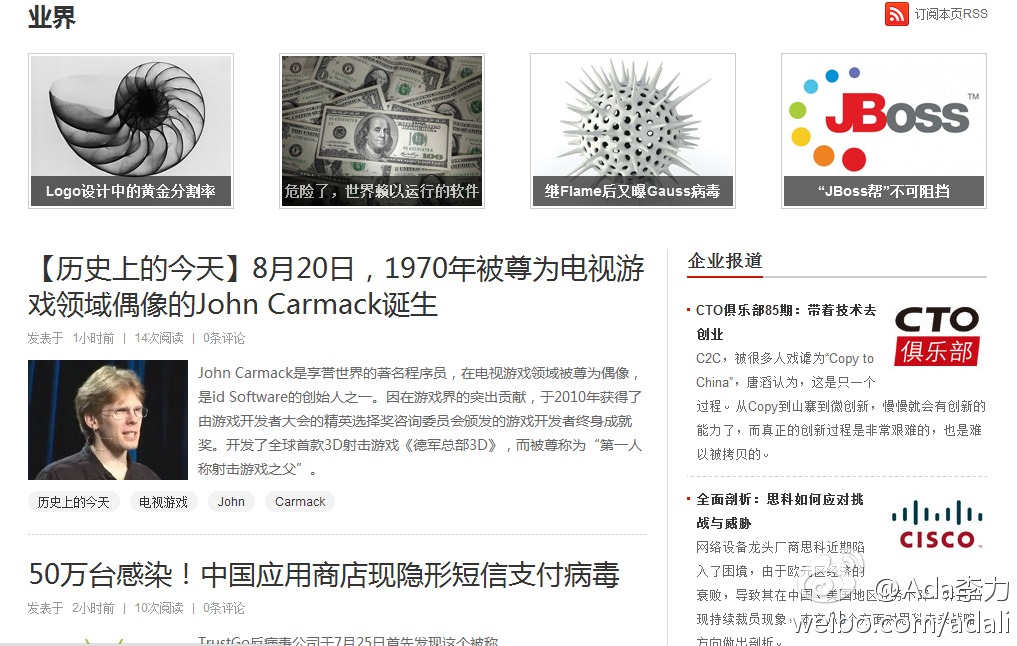 业界
订阅本页RSS
Logo设计中的黄金分割率
危险了，世界赖以运行的软件
继Flame后又曝Gauss病毒
JBoss™
“JBoss帮”不可阻挡
【历史上的今天】8月20日，1970年被尊为电视游
戏领域偶像的John Carmack诞生
发表于 1小时前 | 14次阅读 | 0条评论
John Carmack是享誉世界的著名程序员，在电视游戏领域被尊为偶像，
是id Software的创始人之一。因在游戏界的突出贡献，于2010年获得了
由游戏开发者大会的精英选择奖咨询委员会颁发的游戏开发者终身成就
奖。开发了全球首款3D射击游戏《德军总部3D》，而被尊称为“第一人
称射击游戏之父”。
历史上的今天 电视游戏 John Carmack
50万台感染！中国应用商店现隐形短信支付病毒
发表于 2小时前 | 10次阅读 | 0条评论
TrustGo反病毒公司于7月25日首先发现这个被称
企业报道
CTO俱乐部85期：带着技术去
创业
CTO
俱乐部
C2C，被很多人戏谑为“Copy to
China”，唐滔认为，这是只一个
过程。从Copy到山寨到微创新，慢慢就会有创新的
能力了，而真正的创新过程是非常艰难的，也是难
以被拷贝的。
全面剖析：思科如何应对挑
战与威胁
CISCO
网络设备龙头厂商思科近期陷
入了困境，由于欧元区经济的
衰败，导致其在中国、美国地区业务
现持续裁员现象，本文从3个方面对思科未来战略
方向做出剖析。
@Ada李力
weibo.com/adali